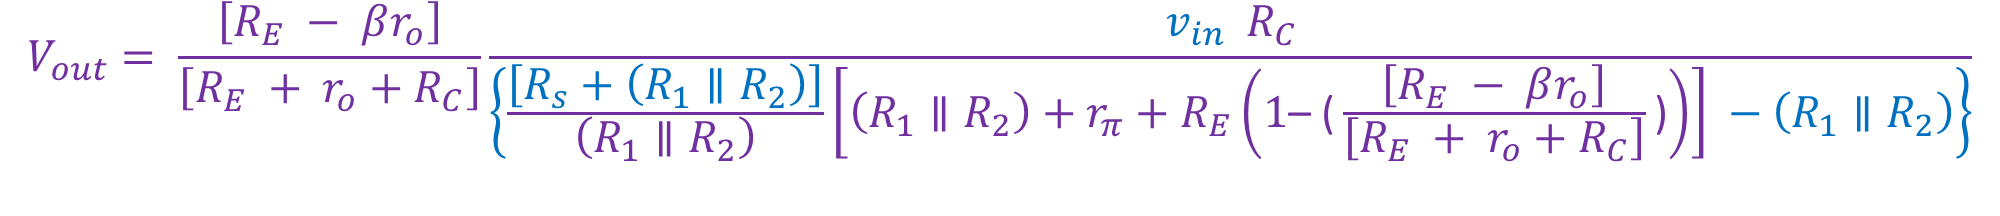 V_out = [R_E − βr_o] / [R_E + r_o + R_C] v_in R_C / { [R_s + (R_1 ∥ R_2)] / (R_1 ∥ R_2) [ (R_1 ∥ R_2) + r_π + R_E ( 1− ( [R_E − βr_o] / [R_E + r_o + R_C] ) ) ] − (R_1 ∥ R_2) }